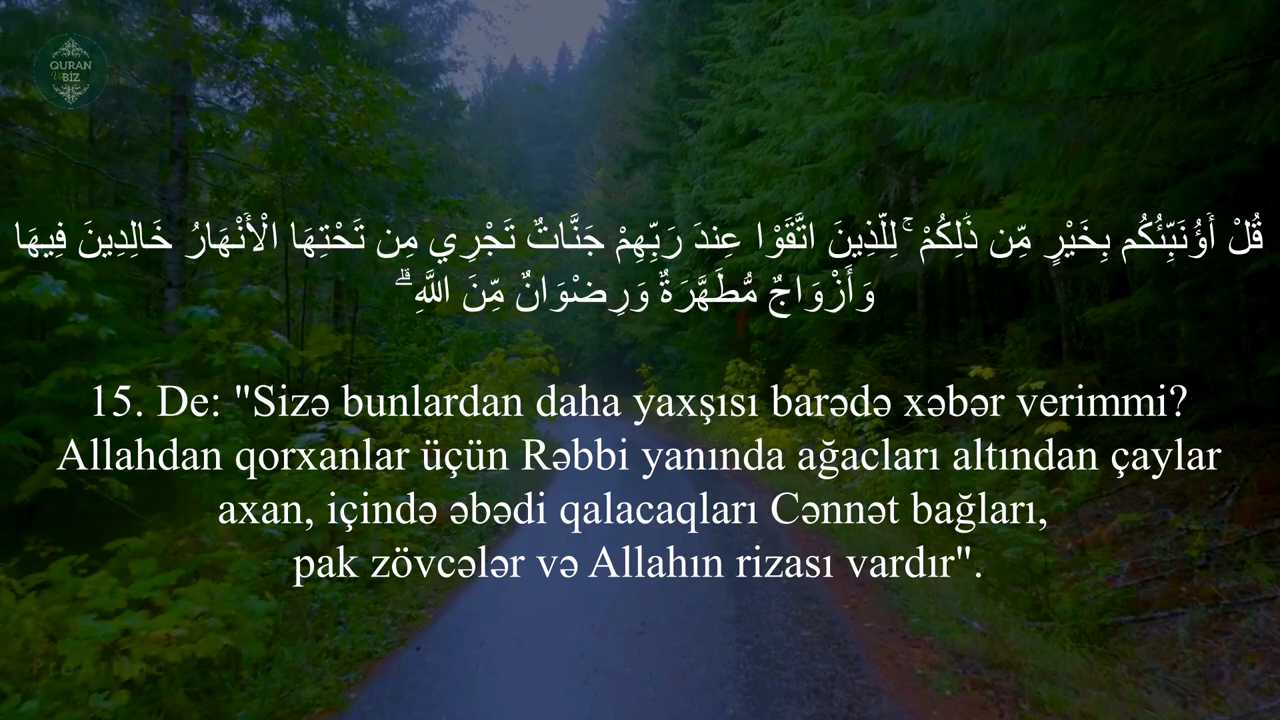 QURAN
Və
BİZ
قُلْ أَؤُنَبِّئُكُم بِخَيْرٍ مِّن ذَٰلِكُمْ ۚ لِلَّذِينَ اتَّقَوْا عِندَ رَبِّهِمْ جَنَّاتٌ تَجْرِي مِن تَحْتِهَا الْأَنْهَارُ خَالِدِينَ فِيهَا
وَأَزْوَاجٌ مُّطَهَّرَةٌ وَرِضْوَانٌ مِّنَ اللَّهِ ۗ
15. De: "Sizə bunlardan daha yaxşısı barədə xəbər verimmi?
Allahdan qorxanlar üçün Rəbbi yanında ağacları altından çaylar
axan, içində əbədi qalacaqları Cənnət bağları,
pak zövcələr və Allahın rizası vardır".